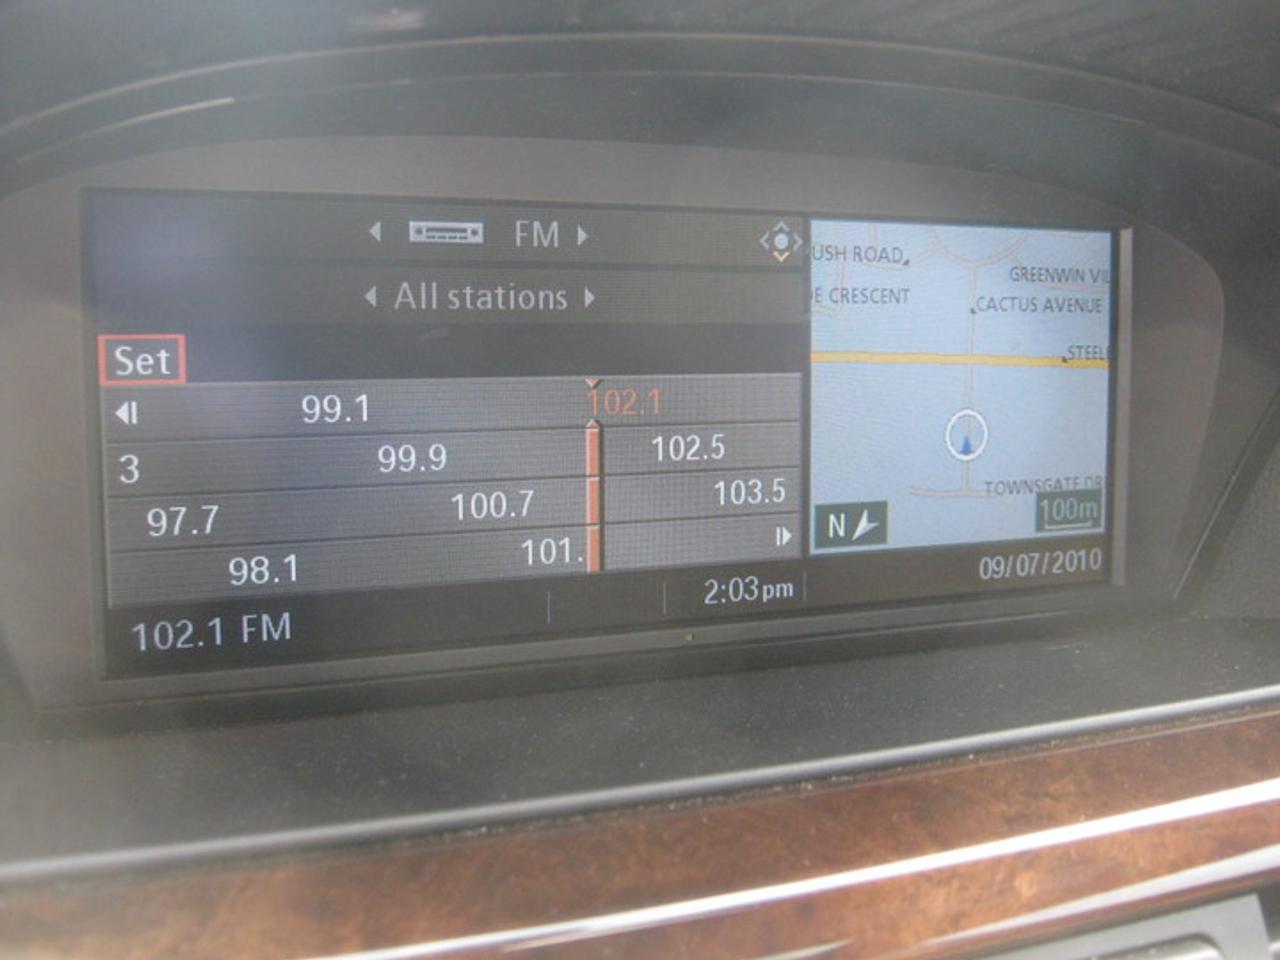 FM
All stations
Set
99.1 102.1
3 99.9 102.5
97.7 100.7 103.5
98.1 101.
102.1 FM
2:03pm
USH ROAD
GREENWIN VIL
E CRESCENT
CACTUS AVENUE
STEEL
TOWNSGATE DR
N
100m
09/07/2010